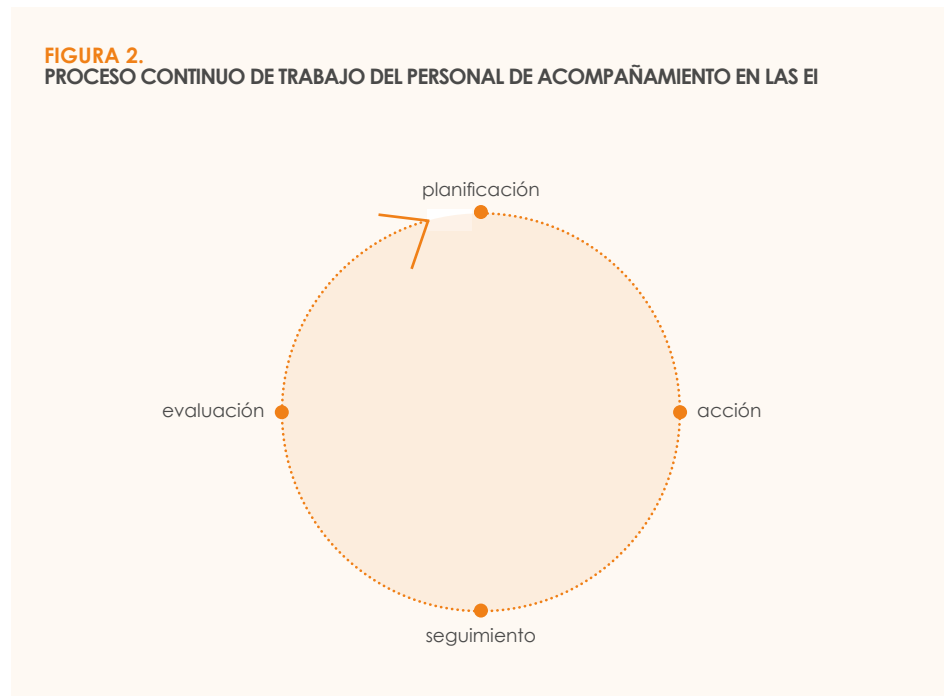 FIGURA 2.
PROCESO CONTINUO DE TRABAJO DEL PERSONAL DE ACOMPAÑAMIENTO EN LAS EI
planificación
evaluación
acción
seguimiento